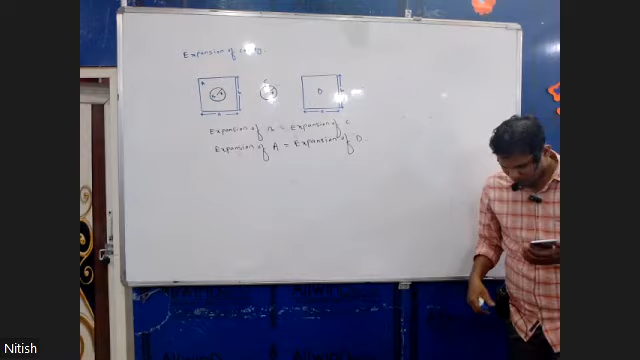 Expansion of cavity.
A
C
D
Expansion of B = Expansion of C
Expansion of A = Expansion of D
Nitish